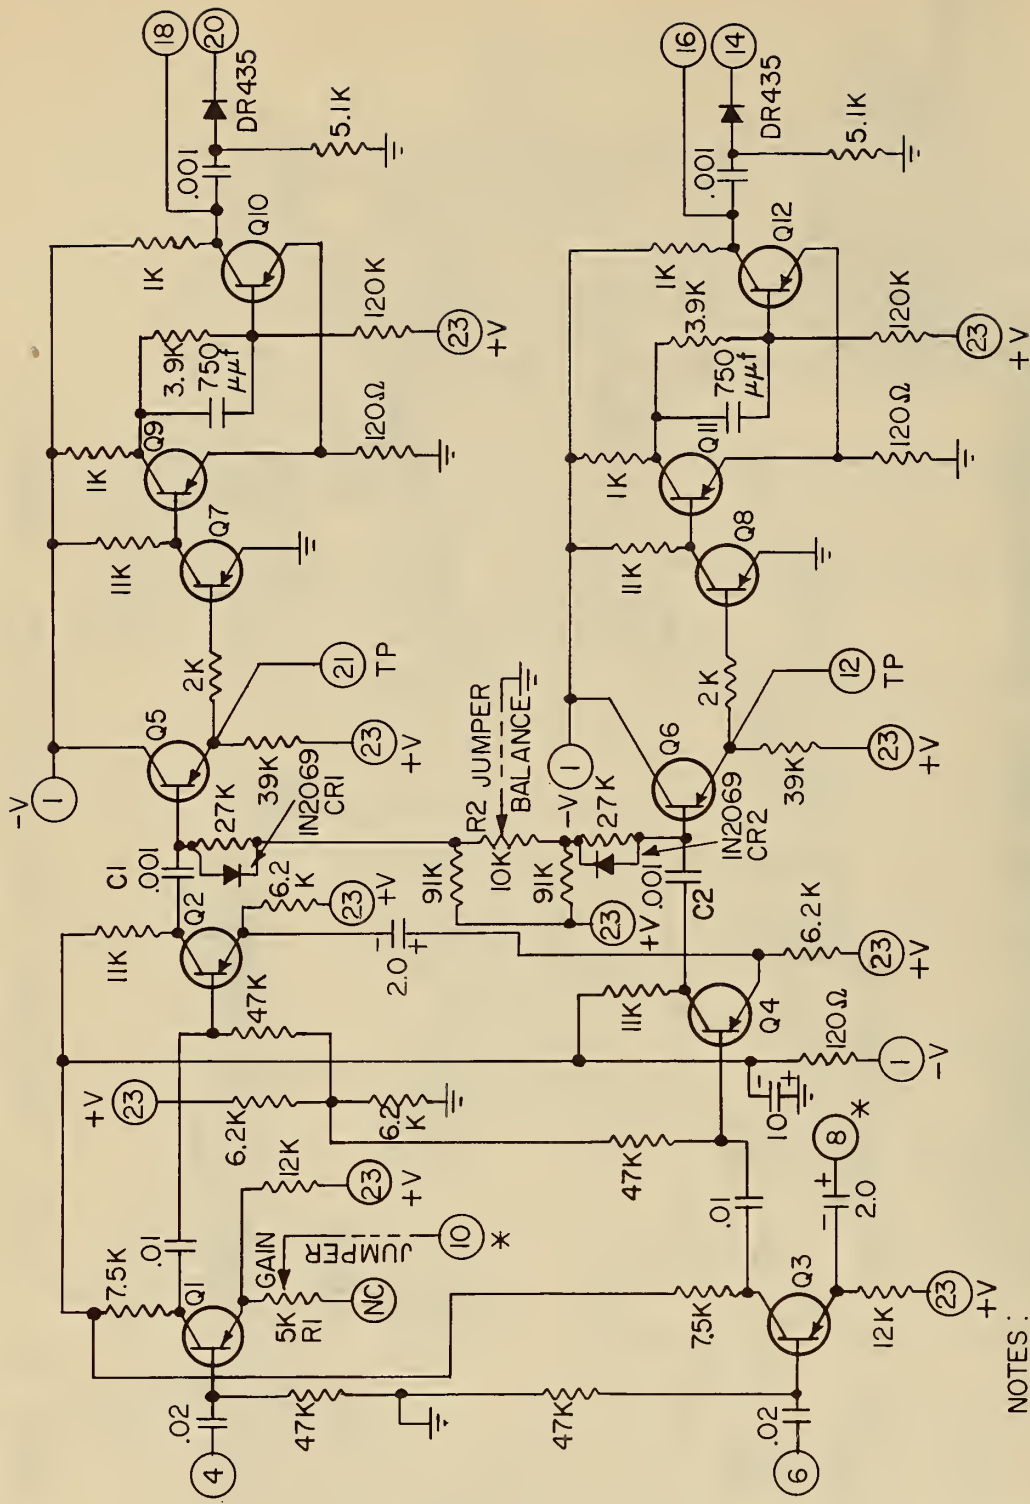 18
20
DR435
5.1K
.001
Q10
1K
120K
23
+V
3.9K
750
μμf
Q9
1K
120Ω
Q7
11K
2K
21
TP
Q5
-V
1
39K
23
+V
27K
IN2069
CR1
C1
.001
6.2
K
23
+V
Q2
11K
2.0
-
+
47K
+V
23
6.2K
6.2
K
12K
23
+V
.01
7.5K
Q1
GAIN
JUMPER
10
*
5K
R1
NC
.02
4
47K
16
14
DR435
5.1K
.001
Q12
1K
120K
23
+V
3.9K
750
μμf
Q11
1K
120Ω
Q8
11K
2K
12
TP
Q6
-V
1
39K
23
+V
R2 JUMPER
BALANCE
10K
91K
91K
23
+V
27K
IN2069
CR2
.001
C2
6.2K
23
+V
11K
Q4
120Ω
1
-V
10
-
+
47K
.01
8
*
2.0
-
+
7.5K
Q3
12K
23
+V
47K
.02
6
NOTES: